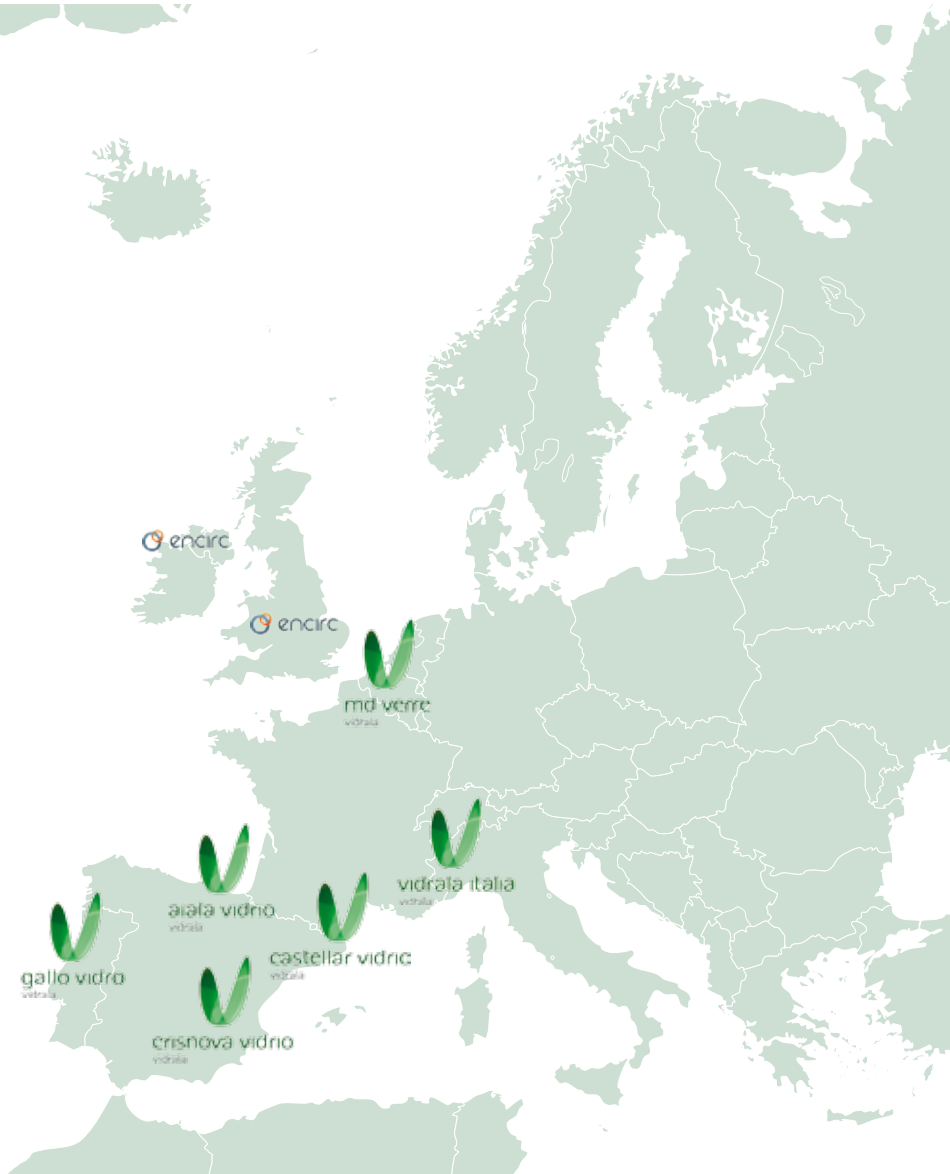 encirc
encirc
md verre
vidrala
vidrala italia
vidrala
aiala vidrio
vidrala
castellar vidrio
vidrala
gallo vidro
vidrala
crisnova vidrio
vidrala